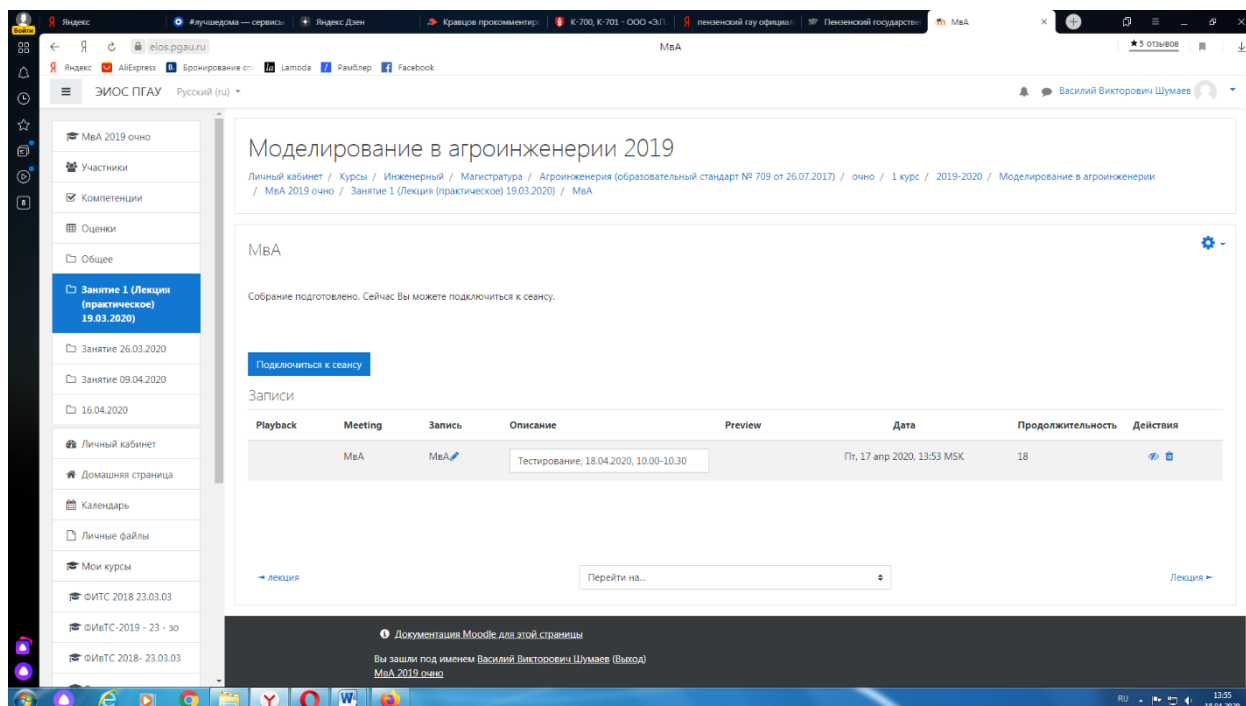 Войти
Яндекс
#лучшедома — сервисы
Яндекс Дзен
Кравцов прокомментир
К-700, К-701 - ООО «З.Г
пензенский гау официал
Пензенский государстве
МвА
eios.pgau.ru
МвА
★5 отзывов
Яндекс
AliExpress
Бронирование от
Lamoda
Рамблер
Facebook
ЭИОС ПГАУ
Русский (ru)
Василий Викторович Шумаев
МвА 2019 очно
Участники
Компетенции
Оценки
Общее
Занятие 1 (Лекция
(практическое)
19.03.2020)
Занятие 26.03.2020
Занятие 09.04.2020
16.04.2020
Личный кабинет
Домашняя страница
Календарь
Личные файлы
Мои курсы
ФИТС 2018 23.03.03
ФИвТС-2019 - 23 - зо
ФИвТС 2018- 23.03.03
Моделирование в агроинженерии 2019
Личный кабинет / Курсы / Инженерный / Магистратура / Агроинженерия (образовательный стандарт № 709 от 26.07.2017) / очно / 1 курс / 2019-2020 / Моделирование в агроинженерии
/ МвА 2019 очно / Занятие 1 (Лекция (практическое) 19.03.2020) / МвА
МвА
Собрание подготовлено. Сейчас Вы можете подключиться к сеансу.
Подключиться к сеансу
Записи
Playback Meeting Запись Описание Preview Дата Продолжительность Действия
МвА МвА Тестирование, 18.04.2020, 10.00-10.30 Пт, 17 апр 2020, 13:53 MSK 18
◄ лекция
Перейти на...
Лекция ►
Документация Moodle для этой страницы
Вы зашли под именем Василий Викторович Шумаев (Выход)
МвА 2019 очно
RU
13:55
18.04.2020